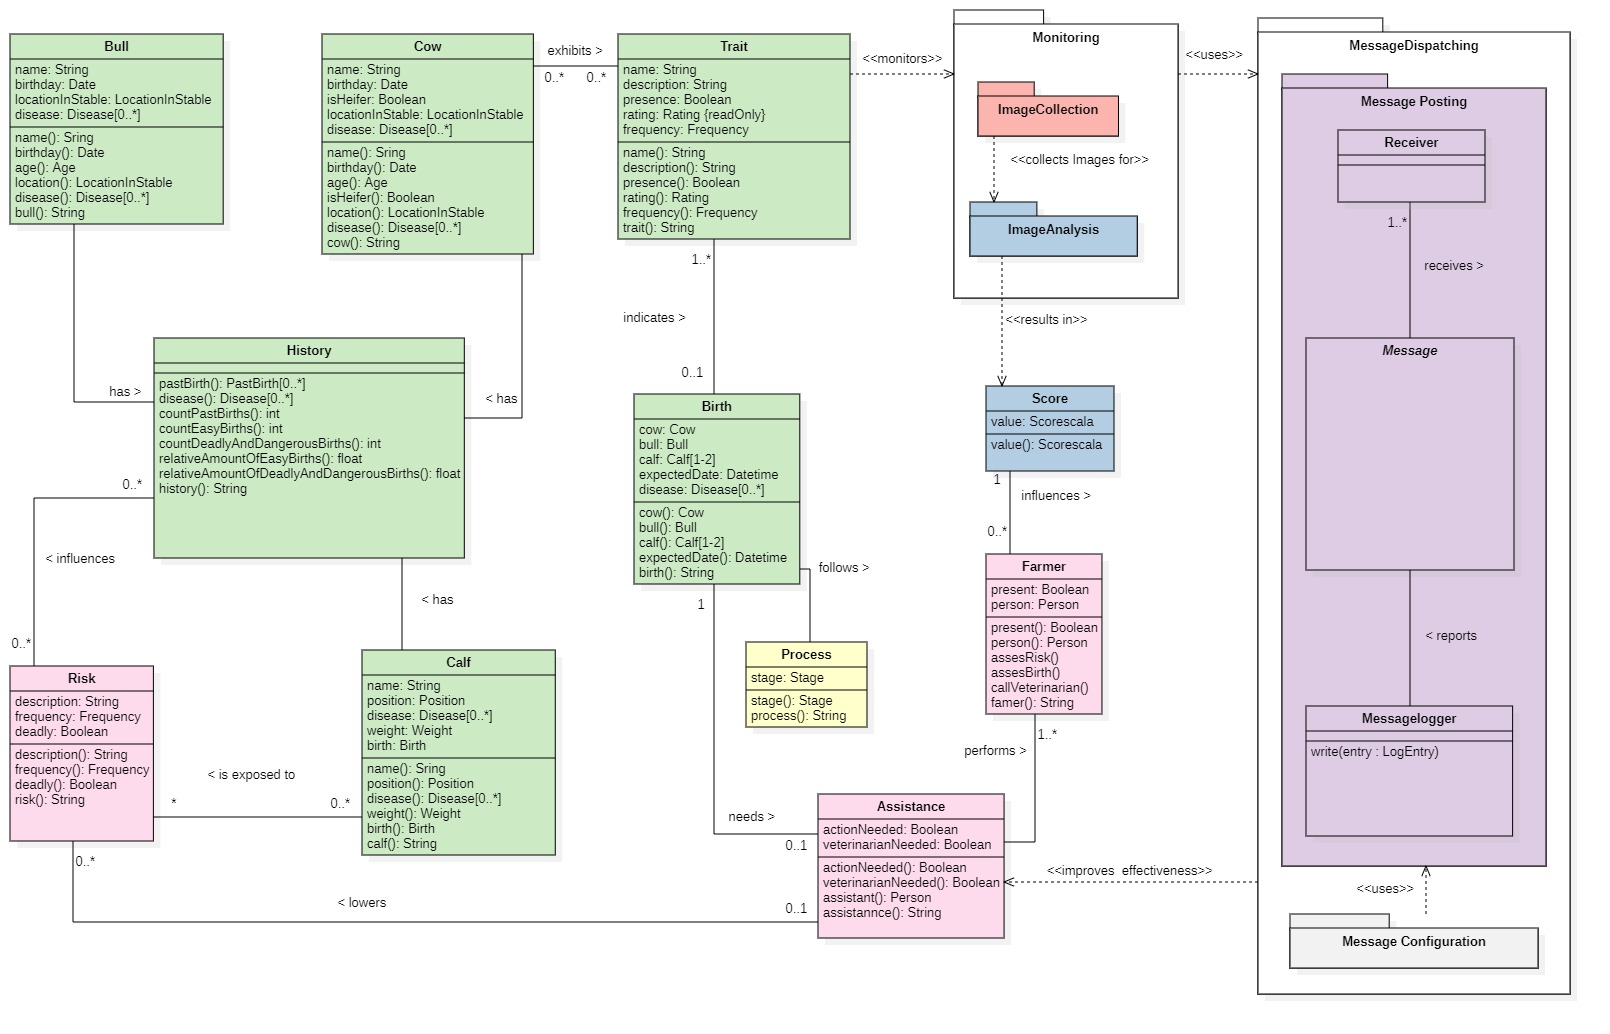 Bull
name: String
birthday: Date
locationInStable: LocationInStable
disease: Disease[0..*]
name(): Sring
birthday(): Date
age(): Age
location(): LocationInStable
disease(): Disease[0..*]
bull(): String
Cow
name: String
birthday: Date
isHeifer: Boolean
locationInStable: LocationInStable
disease: Disease[0..*]
name(): Sring
birthday(): Date
age(): Age
isHeifer(): Boolean
location(): LocationInStable
disease(): Disease[0..*]
cow(): String
exhibits >
0..*
0..*
Trait
name: String
description: String
presence: Boolean
rating: Rating {readOnly}
frequency: Frequency
name(): String
description(): String
presence(): Boolean
rating(): Rating
frequency(): Frequency
trait(): String
<<monitors>>
Monitoring
ImageCollection
<<collects Images for>>
ImageAnalysis
<<uses>>
MessageDispatching
Message Posting
Receiver
1..*
receives >
Message
< reports
Messagelogger
write(entry : LogEntry)
<<uses>>
Message Configuration
1..*
indicates >
0..1
<<results in>>
has >
< has
History
pastBirth(): PastBirth[0..*]
disease(): Disease[0..*]
countPastBirths(): int
countEasyBirths(): int
countDeadlyAndDangerousBirths(): int
relativeAmountOfEasyBirths(): float
relativeAmountOfDeadlyAndDangerousBirths(): float
history(): String
0..*
< influences
0..*
< has
Birth
cow: Cow
bull: Bull
calf: Calf[1-2]
expectedDate: Datetime
disease: Disease[0..*]
cow(): Cow
bull(): Bull
calf(): Calf[1-2]
expectedDate(): Datetime
birth(): String
follows >
1
Process
stage: Stage
stage(): Stage
process(): String
Score
value: Scorescala
value(): Scorescala
1
influences >
0..*
Farmer
present: Boolean
person: Person
present(): Boolean
person(): Person
assesRisk()
assesBirth()
callVeterinarian()
famer(): String
1..*
performs >
Risk
description: String
frequency: Frequency
deadly: Boolean
description(): String
frequency(): Frequency
deadly(): Boolean
risk(): String
< is exposed to
*
0..*
Calf
name: String
position: Position
disease: Disease[0..*]
weight: Weight
birth: Birth
name(): Sring
position(): Position
disease(): Disease[0..*]
weight(): Weight
birth(): Birth
calf(): String
needs >
0..1
Assistance
actionNeeded: Boolean
veterinarianNeeded: Boolean
actionNeeded(): Boolean
veterinarianNeeded(): Boolean
assistant(): Person
assistannce(): String
<<improves  effectiveness>>
0..*
< lowers
0..1